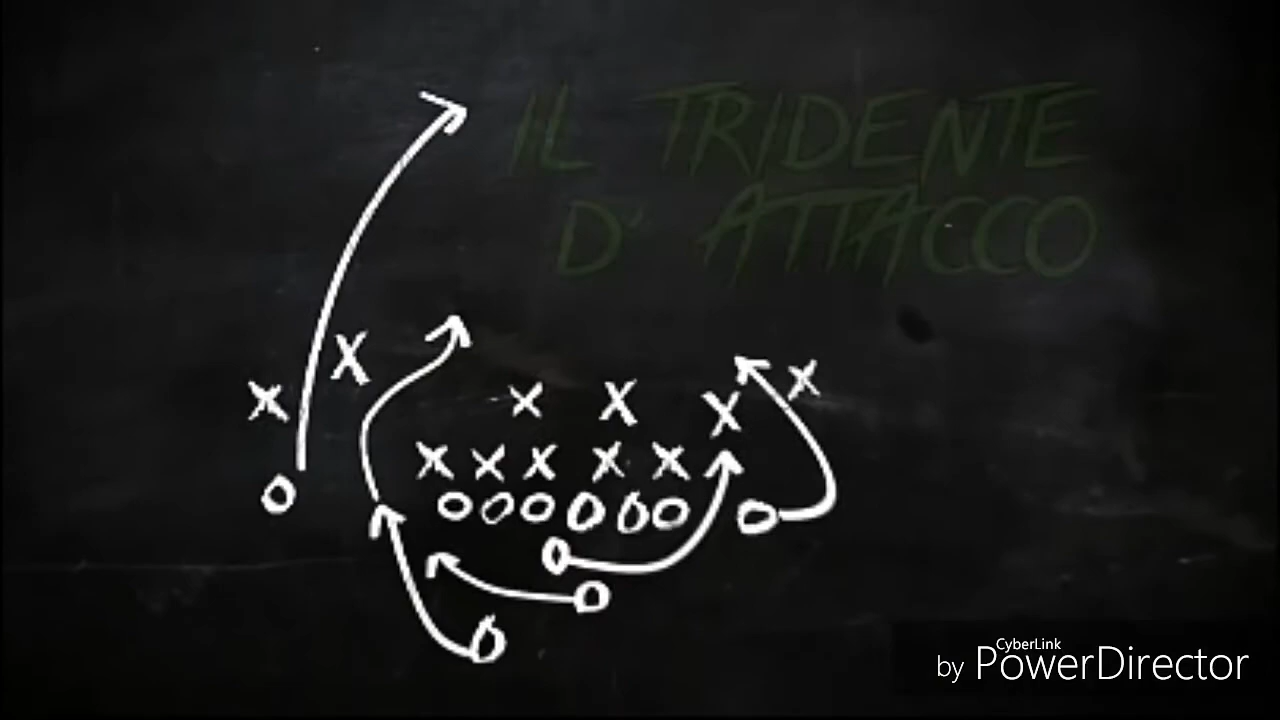 IL TRIDENTE
D' ATTACCO
X
X X
X X X X
X X X X X
O O O O O O O O
O
O
O
CyberLink
by PowerDirector